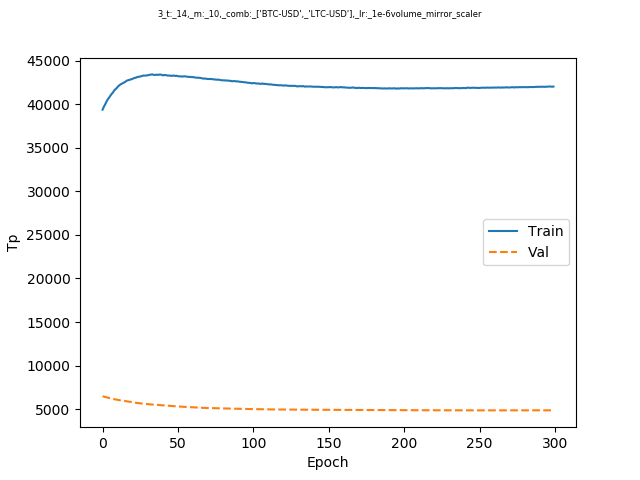 3_t:_14,_m:_10,_comb:_['BTC-USD',_'LTC-USD'],_lr:_1e-6volume_mirror_scaler
45000
40000
35000
30000
25000
20000
15000
10000
5000
Tp
Train
Val
0 50 100 150 200 250 300
Epoch